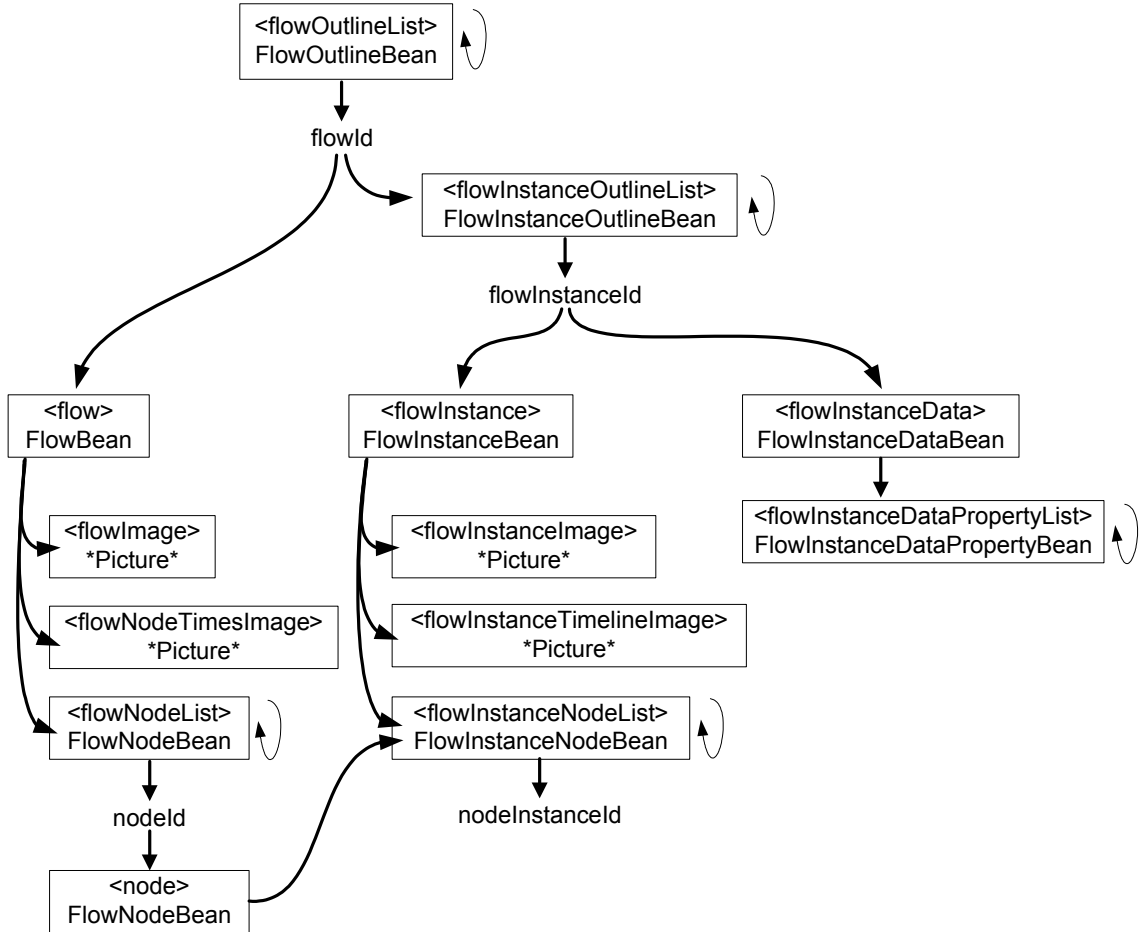 <flowOutlineList>
FlowOutlineBean
flowId
<flowInstanceOutlineList>
FlowInstanceOutlineBean
flowInstanceId
<flow>
FlowBean
<flowInstance>
FlowInstanceBean
<flowInstanceData>
FlowInstanceDataBean
<flowImage>
*Picture*
<flowInstanceImage>
*Picture*
<flowInstanceDataPropertyList>
FlowInstanceDataPropertyBean
<flowNodeTimesImage>
*Picture*
<flowInstanceTimelineImage>
*Picture*
<flowNodeList>
FlowNodeBean
<flowInstanceNodeList>
FlowInstanceNodeBean
nodeId
nodeInstanceId
<node>
FlowNodeBean